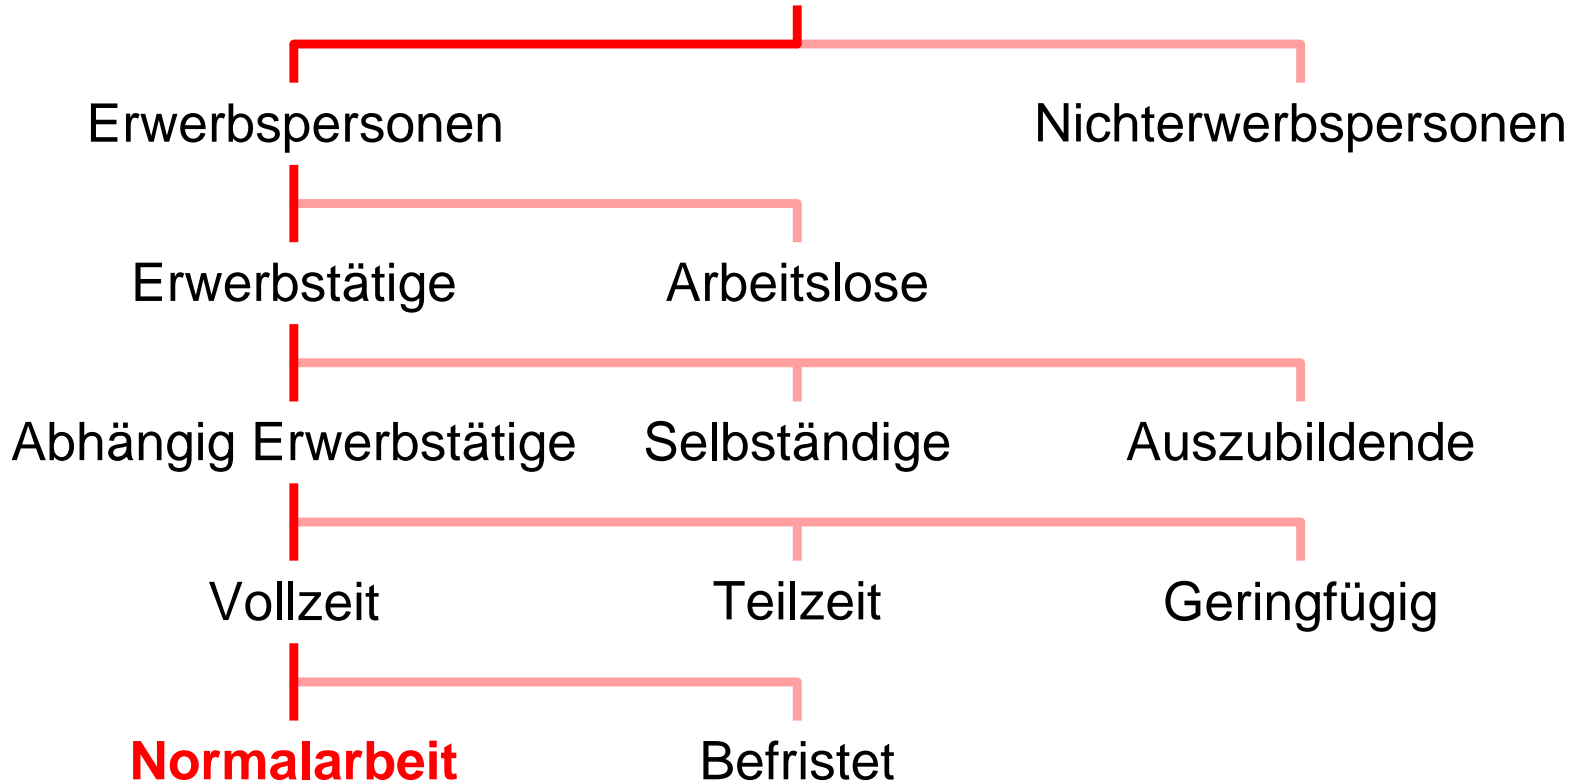 Erwerbspersonen Nichterwerbspersonen
Erwerbstätige Arbeitslose
Abhängig Erwerbstätige Selbständige Auszubildende
Vollzeit Teilzeit Geringfügig
Normalarbeit Befristet